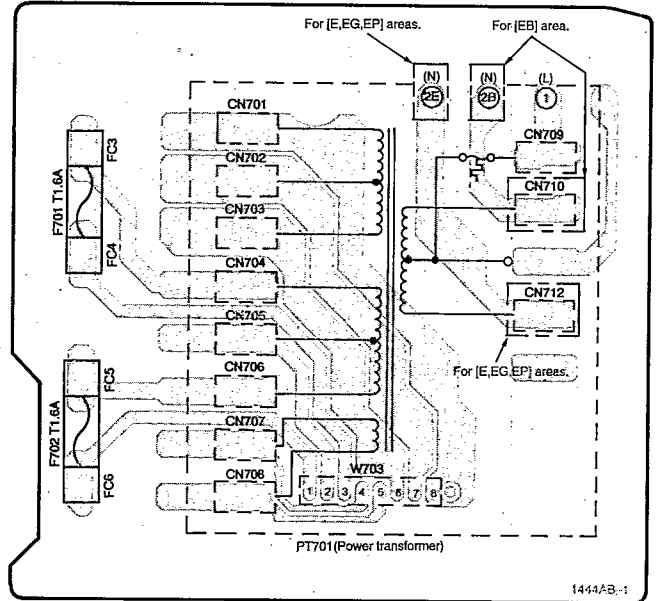 For [E,EG,EP] areas.
For [EB] area.
(N)
2E
(N)
2B
(L)
1
CN701
CN702
CN703
CN704
CN705
CN706
CN707
CN708
CN709
CN710
CN712
For [E,EG,EP] areas.
FC3
F701 T1.6A
FC4
FC5
F702 T1.6A
FC6
W703
1 2 3 4 5 6 7 8
PT701(Power transformer)
1444AB-1